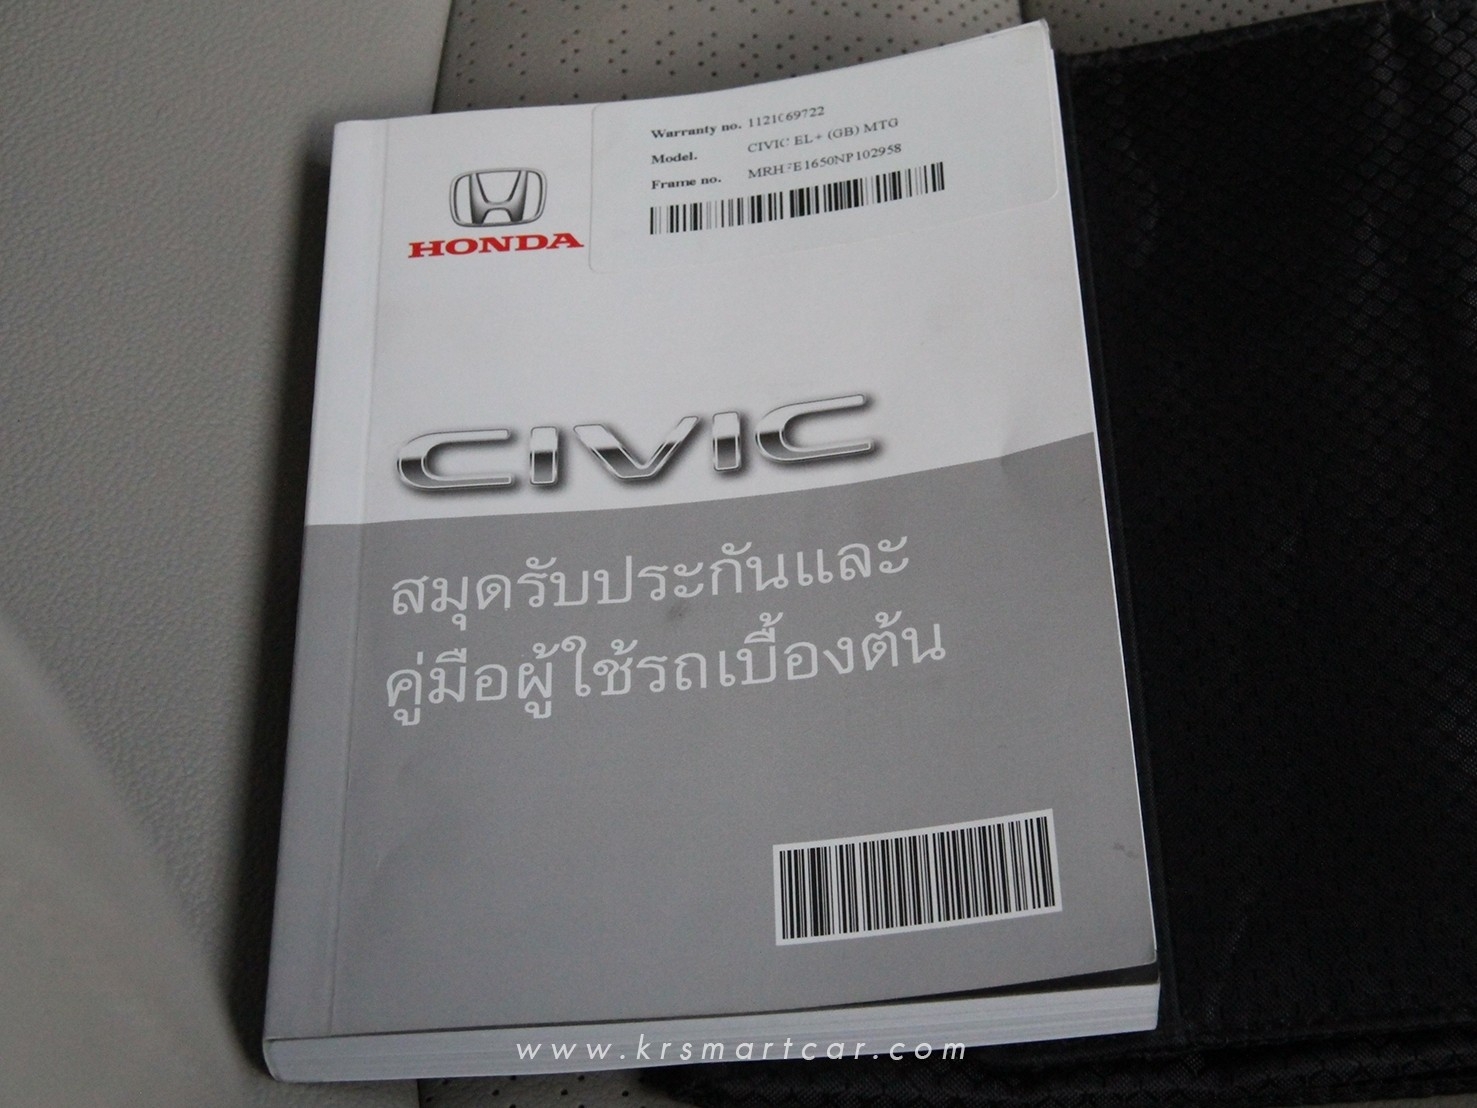 Warranty no. 1121069722
Model. CIVIC EL+ (GB) MTG
Frame no. MRHFE1650NP102958
HONDA
CIVIC
สมุดรับประกันและ
คู่มือผู้ใช้รถเบื้องต้น
www.krsmartcar.com